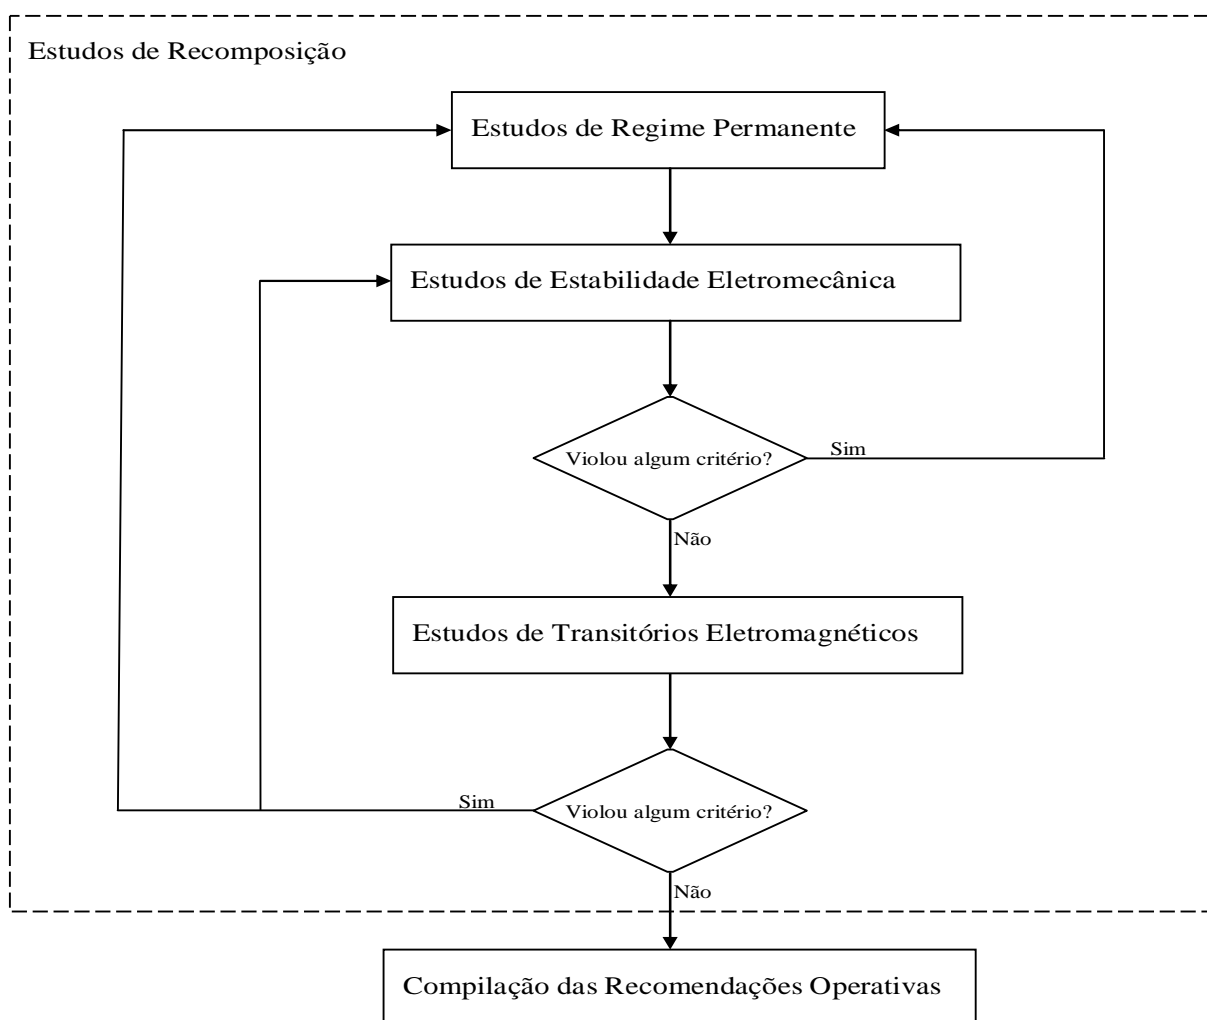 Estudos de Recomposição
Estudos de Regime Permanente
Estudos de Estabilidade Eletromecânica
Violou algum critério?
Sim
Não
Estudos de Transitórios Eletromagnéticos
Sim
Violou algum critério?
Não
Compilação das Recomendações Operativas